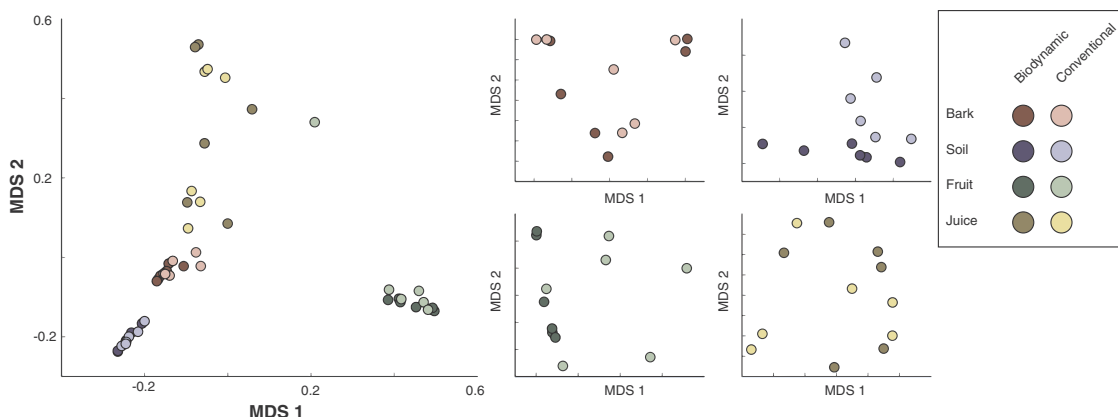 0.6
0.2
-0.2
MDS 2
-0.2
0.2
0.6
MDS 1
MDS 2
MDS 1
MDS 2
MDS 1
MDS 2
MDS 1
MDS 2
MDS 1
Biodynamic
Conventional
Bark
Soil
Fruit
Juice